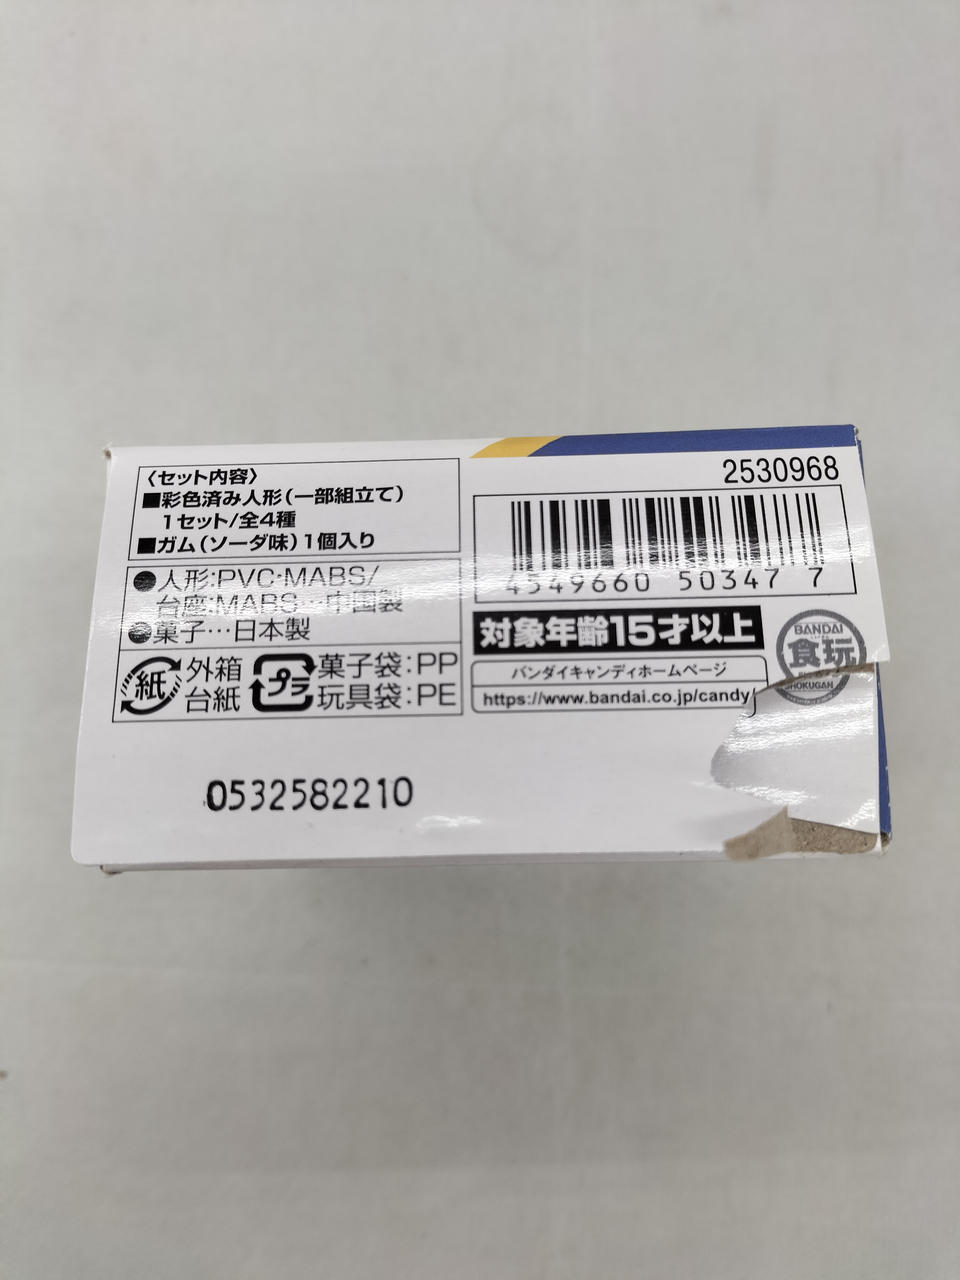 〈セット内容〉
■彩色済み人形(一部組立て)
1セット/全4種
■ガム(ソーダ味)1個入り
●人形:PVC・MABS/
台座:MABS…中国製
●菓子…日本製
紙 外箱
台紙
プラ 菓子袋:PP
玩具袋:PE
0532582210
2530968
4549660 50347 7
対象年齢15才以上
バンダイキャンディホームページ
https://www.bandai.co.jp/candy/
BANDAI
食玩
SHOKUGAN